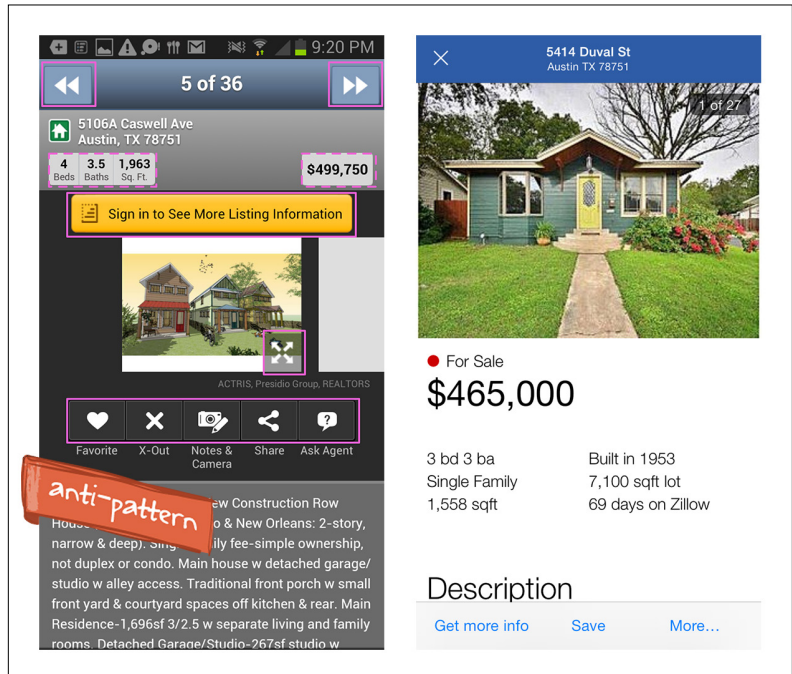 9:20 PM
5 of 36
5106A Caswell Ave
Austin, TX 78751
4 3.5 1,963
Beds Baths Sq. Ft.
$499,750
Sign in to See More Listing Information
ACTRIS, Presidio Group, REALTORS
Favorite X-Out Notes & Camera Share Ask Agent
anti-pattern
ew Construction Row
o & New Orleans: 2-story,
narrow & deep). ily fee-simple ownership,
not duplex or condo. Main house w detached garage/
studio w alley access. Traditional front porch w small
front yard & courtyard spaces off kitchen & rear. Main
Residence-1,696sf 3/2.5 w separate living and family
rooms. Detached Garage/Studio-267sf studio w
5414 Duval St
Austin TX 78751
1 of 27
For Sale
$465,000
3 bd 3 ba Built in 1953
Single Family 7,100 sqft lot
1,558 sqft 69 days on Zillow
Description
Get more info Save More...